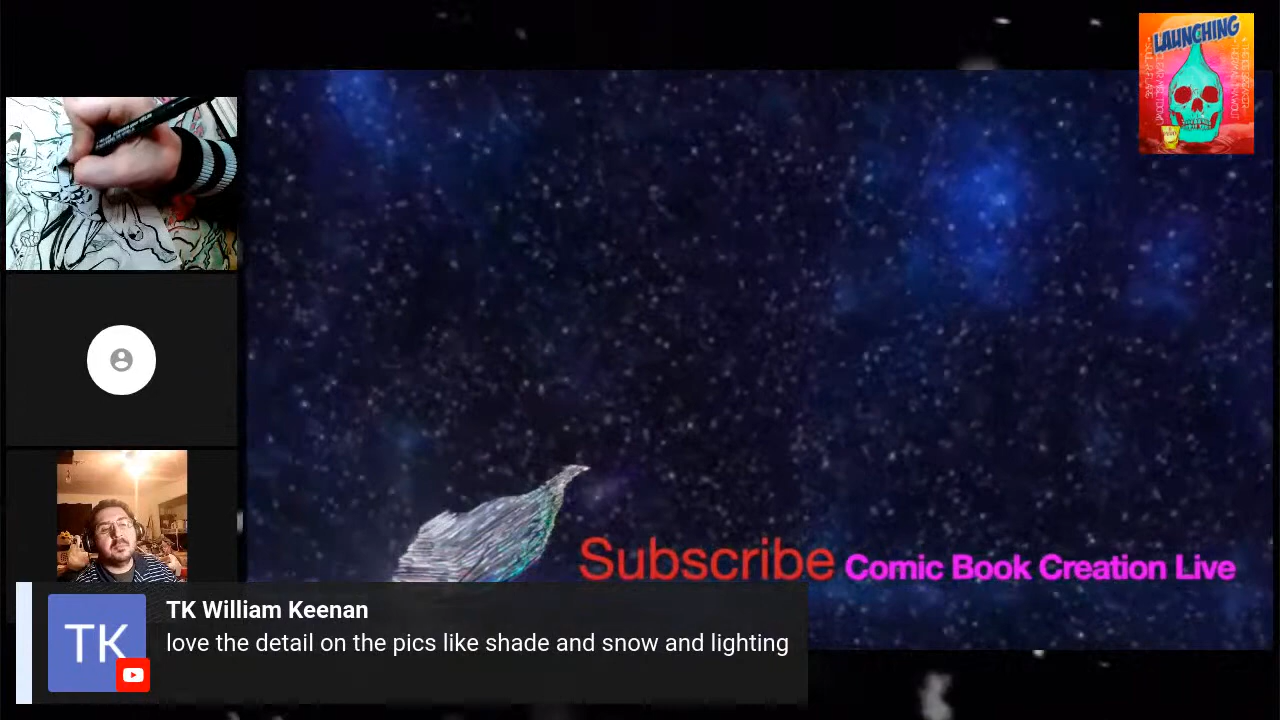 LAUNCHING
Subscribe Comic Book Creation Live
TK
TK William Keenan
love the detail on the pics like shade and snow and lighting